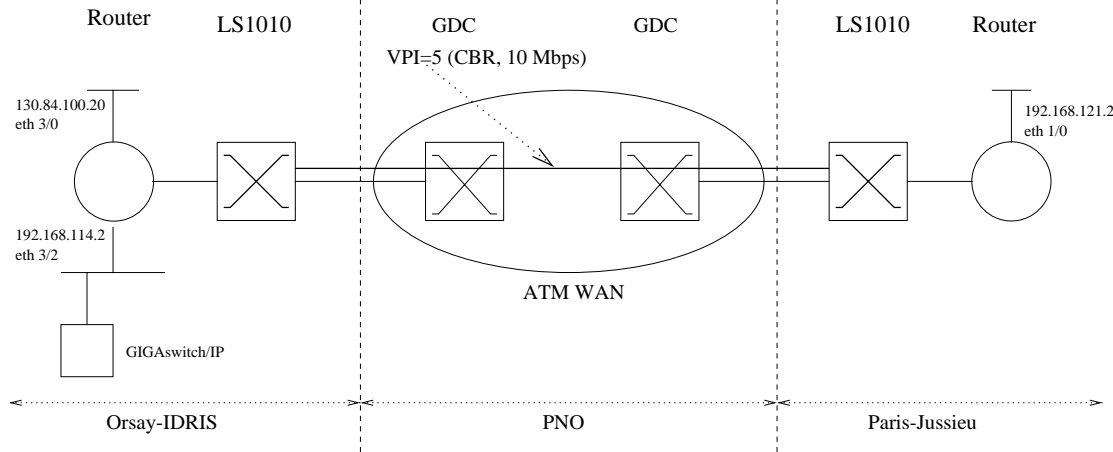 Router
LS1010
GDC
GDC
LS1010
Router
VPI=5 (CBR, 10 Mbps)
130.84.100.20
eth 3/0
192.168.121.2
eth 1/0
192.168.114.2
eth 3/2
ATM WAN
GIGAswitch/IP
Orsay-IDRIS
PNO
Paris-Jussieu